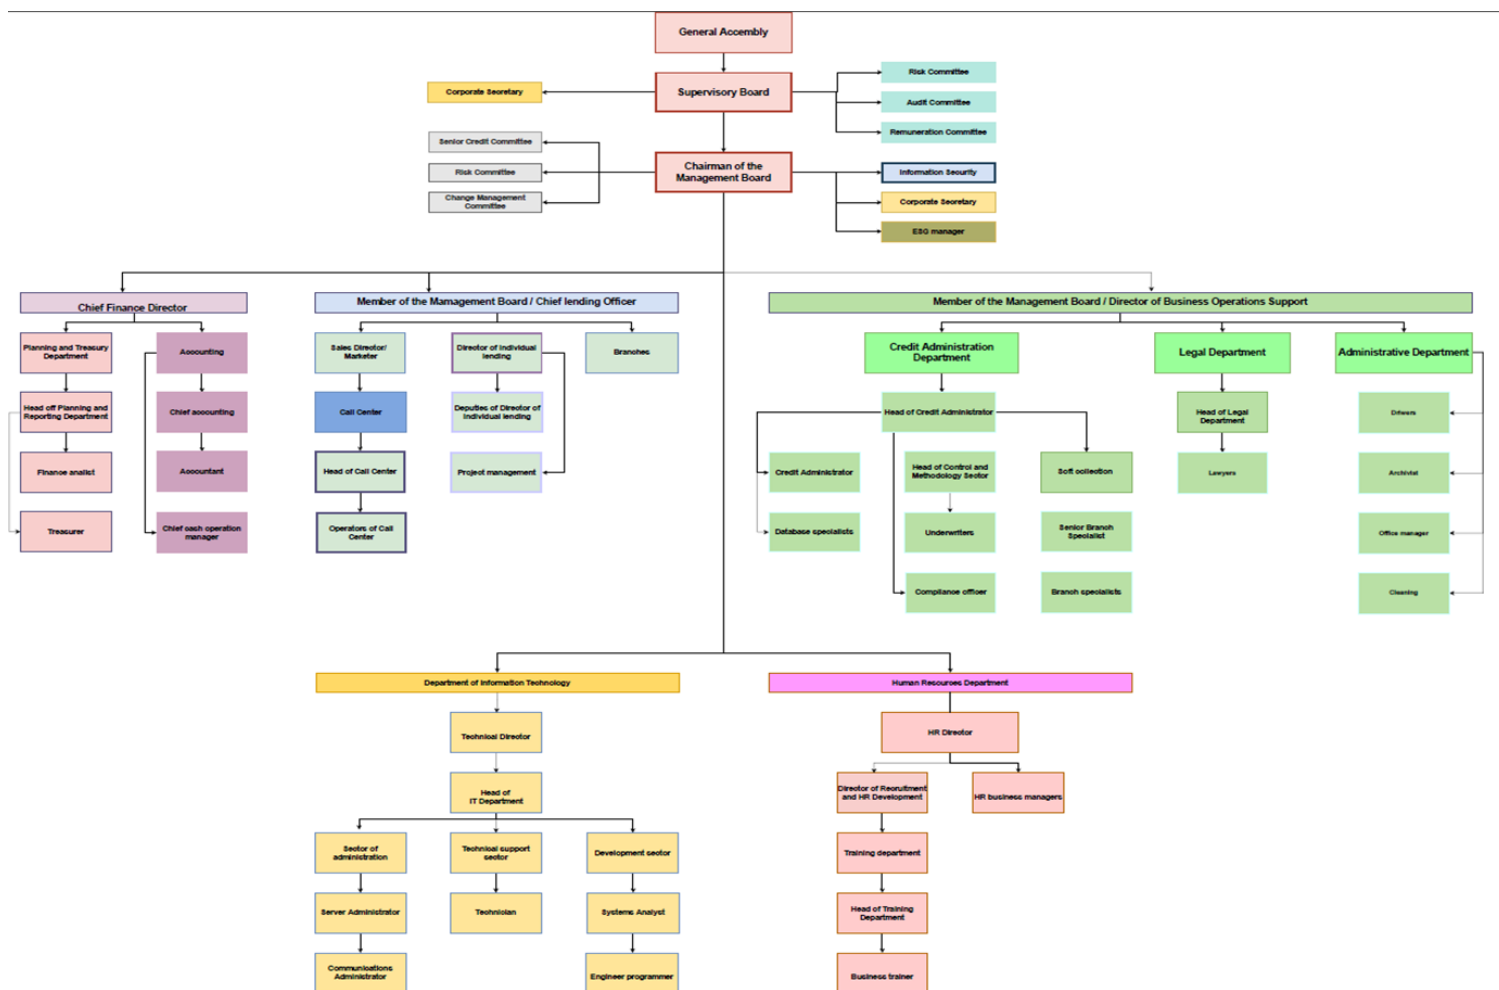 General Accembly
Supervisory Board
Corporate Secretary
Risk Committee
Audit Committee
Remuneration Committee
Senior Credit Committee
Risk Committee
Change Management
Committee
Chairman of the
Management Board
Information Security
Corporate Secretary
ESG manager
Chief Finance Director
Member of the Mamagement Board / Chief lending Officer
Member of the Management Board / Director of Business Operations Support
Planning and Treasury
Department
Accounting
Head off Planning and
Reporting Department
Chief accounting
Finance analist
Accountant
Treasurer
Chief cash operation
manager
Sales Director/
Marketer
Director of Individual
lending
Branches
Call Center
Deputies of Director of
Individual lending
Head of Call Center
Project management
Operators of Call
Center
Credit Administration
Department
Legal Department
Administrative Department
Head of Credit Administrator
Head of Legal
Department
Drivers
Credit Administrator
Head of Control and
Methodology Sector
Soft collection
Lawyers
Archivist
Database specialists
Underwriters
Senior Branch
Specialist
Office manager
Compliance officer
Branch specialists
Cleaning
Department of Information Technology
Human Resources Department
Technical Director
HR Director
Head of
IT Department
Director of Recruitment
and HR Development
HR business managers
Sector of
administration
Technical support
sector
Development sector
Training department
Server Administrator
Technician
Systems Analyst
Head of Training
Department
Communications
Administrator
Engineer programmer
Business trainer